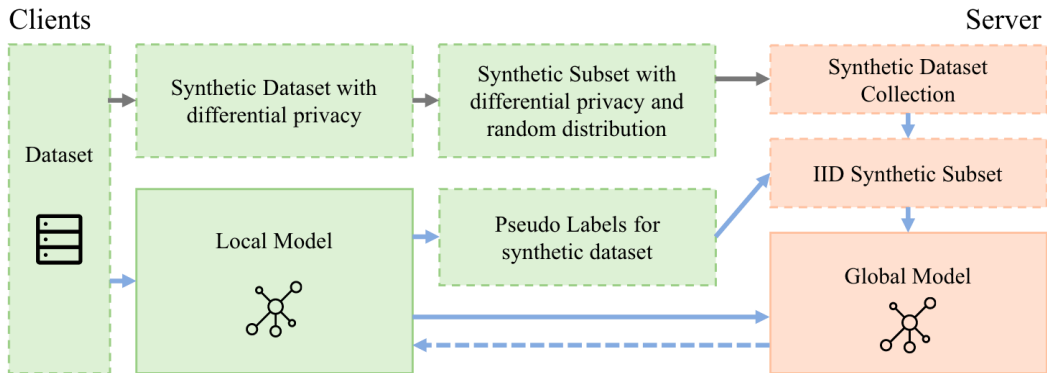 Clients
Server
Dataset
Synthetic Dataset with
differential privacy
Synthetic Subset with
differential privacy and
random distribution
Synthetic Dataset
Collection
IID Synthetic Subset
Local Model
Pseudo Labels for
synthetic dataset
Global Model